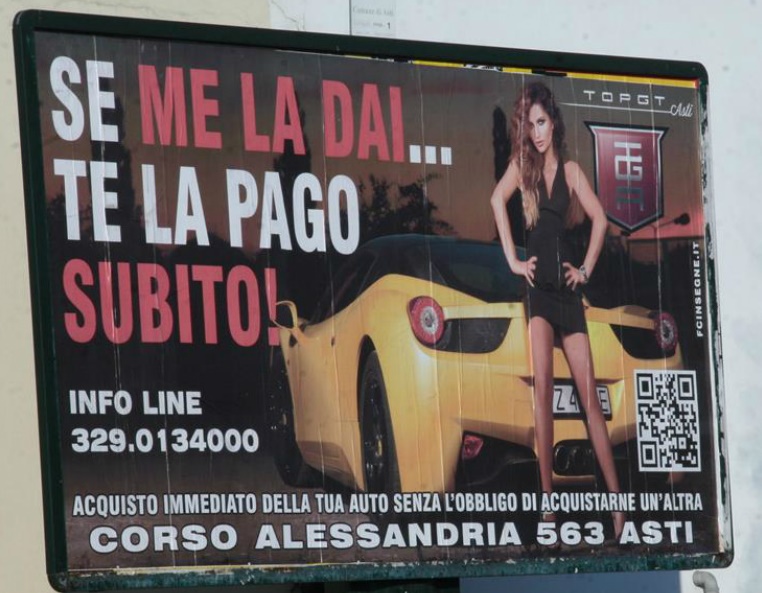 SE ME LA DAI...
TE LA PAGO
SUBITO!
TOPGT
Asti
FCINSEGNE.IT
INFO LINE
329.0134000
ACQUISTO IMMEDIATO DELLA TUA AUTO SENZA L'OBBLIGO DI ACQUISTARNE UN'ALTRA
CORSO ALESSANDRIA 563 ASTI